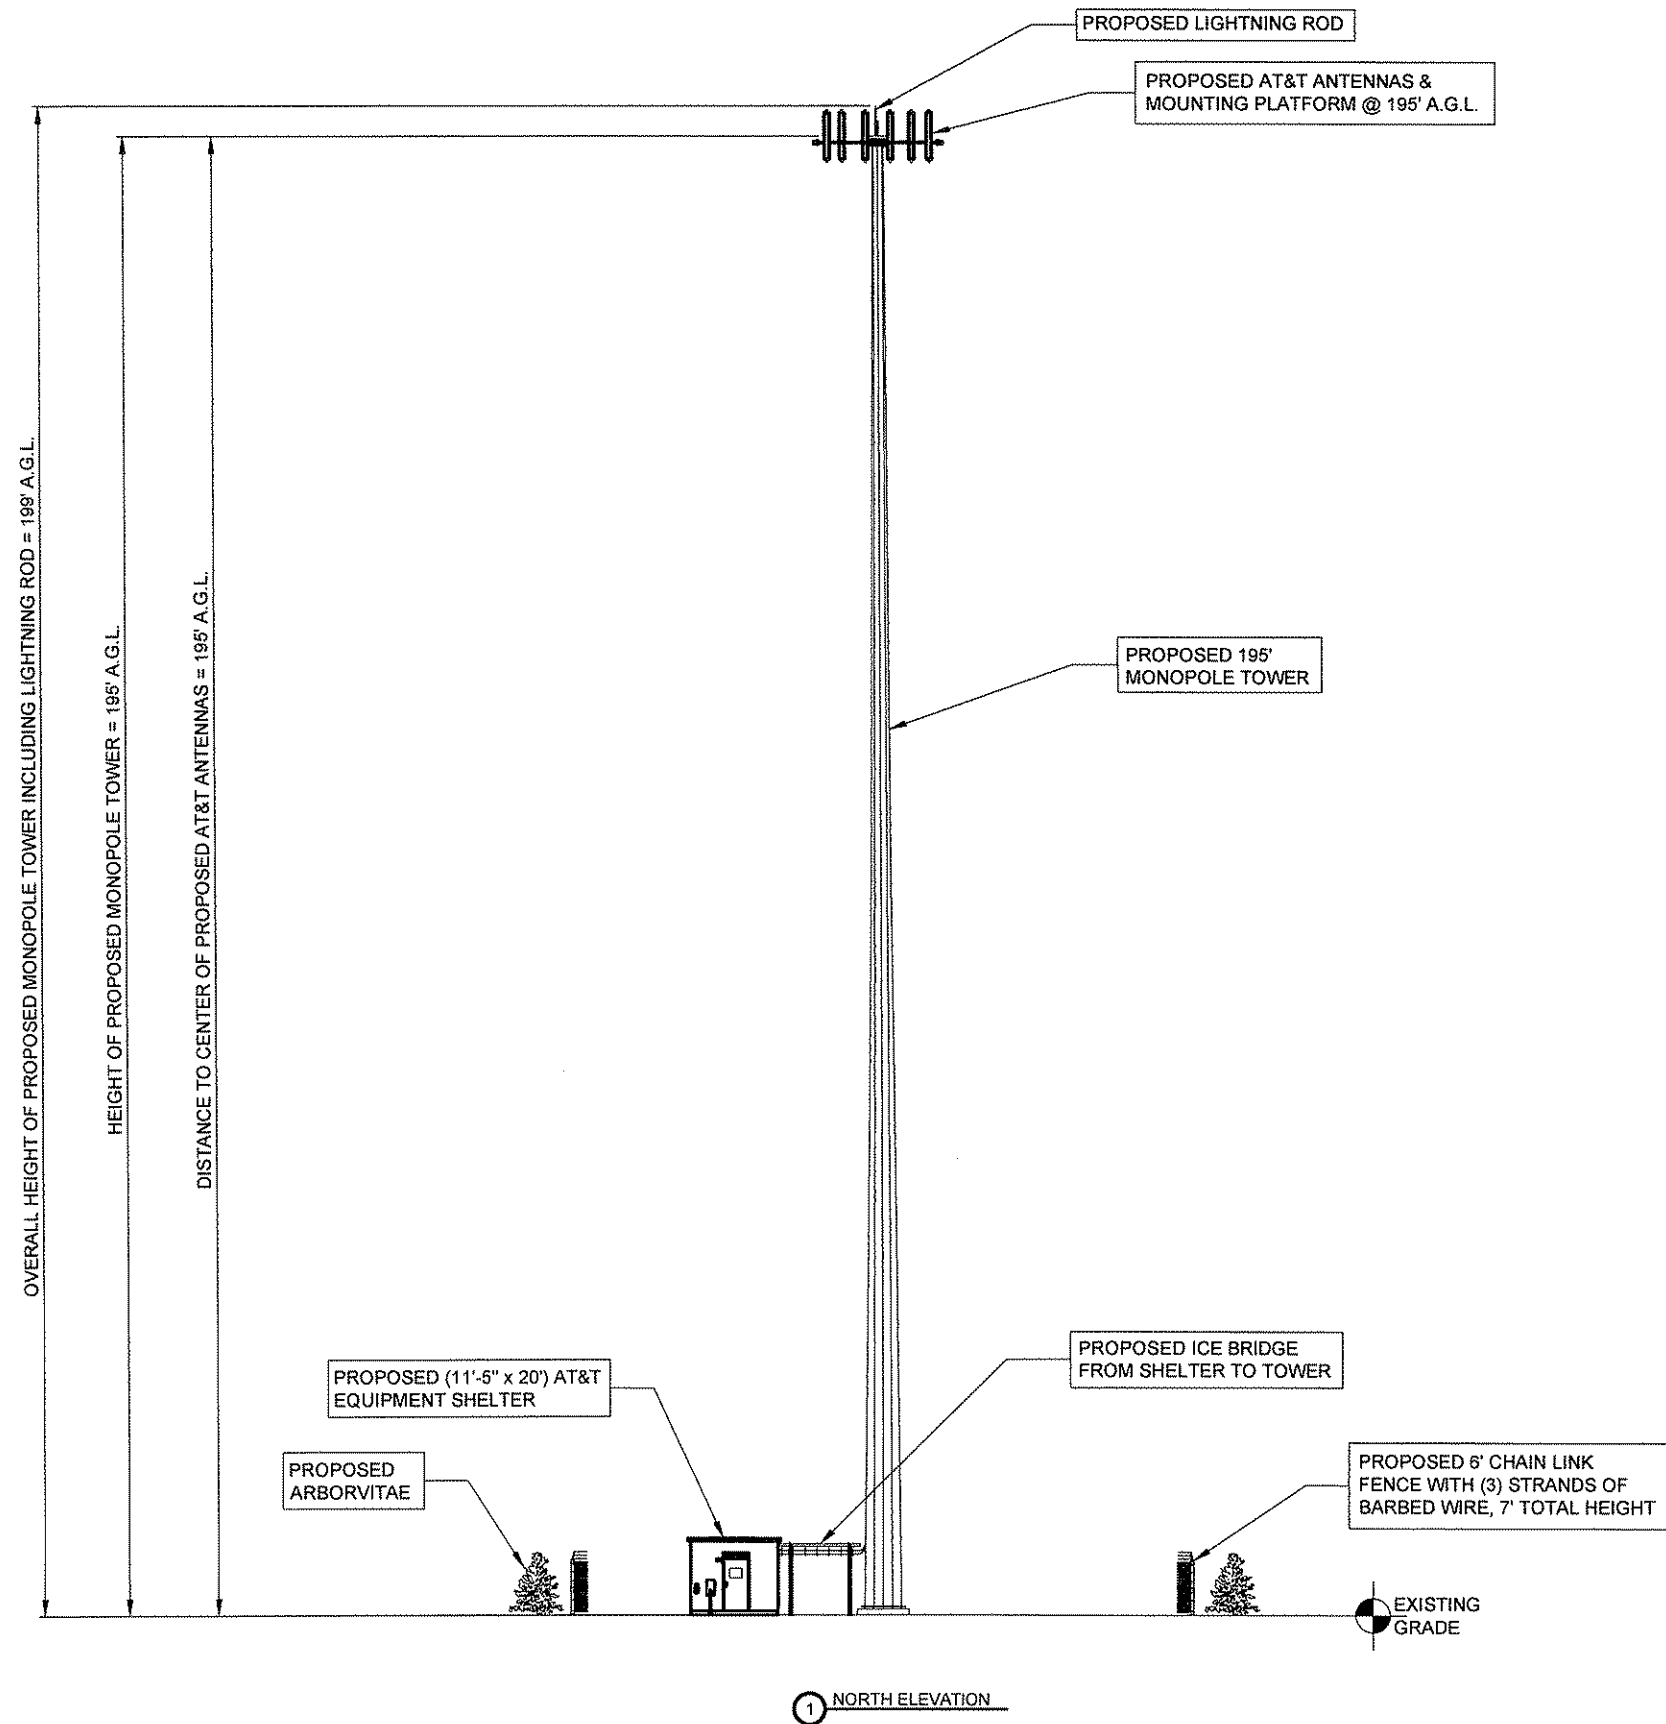 PROPOSED LIGHTNING ROD
PROPOSED AT&T ANTENNAS &
MOUNTING PLATFORM @ 195' A.G.L.
OVERALL HEIGHT OF PROPOSED MONOPOLE TOWER INCLUDING LIGHTNING ROD = 199' A.G.L.
HEIGHT OF PROPOSED MONOPOLE TOWER = 195' A.G.L.
DISTANCE TO CENTER OF PROPOSED AT&T ANTENNAS = 195' A.G.L.
PROPOSED 195'
MONOPOLE TOWER
PROPOSED ICE BRIDGE
FROM SHELTER TO TOWER
PROPOSED (11'-5" x 20') AT&T
EQUIPMENT SHELTER
PROPOSED
ARBORVITAE
PROPOSED 6' CHAIN LINK
FENCE WITH (3) STRANDS OF
BARBED WIRE, 7' TOTAL HEIGHT
EXISTING
GRADE
1 NORTH ELEVATION